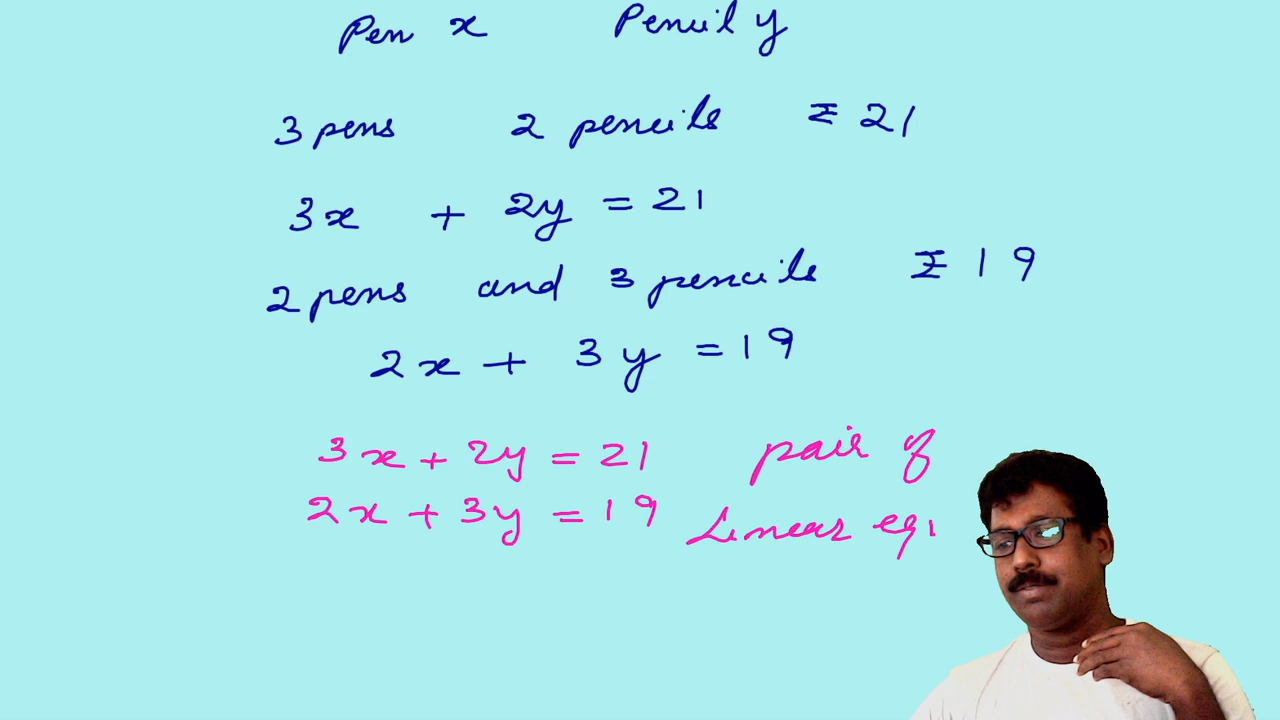 Pen x Pencil y
3 pens 2 pencils ₹ 21
3x + 2y = 21
2 pens and 3 pencils ₹ 19
2x + 3y = 19
3x + 2y = 21 pair of
2x + 3y = 19 Linear eqi